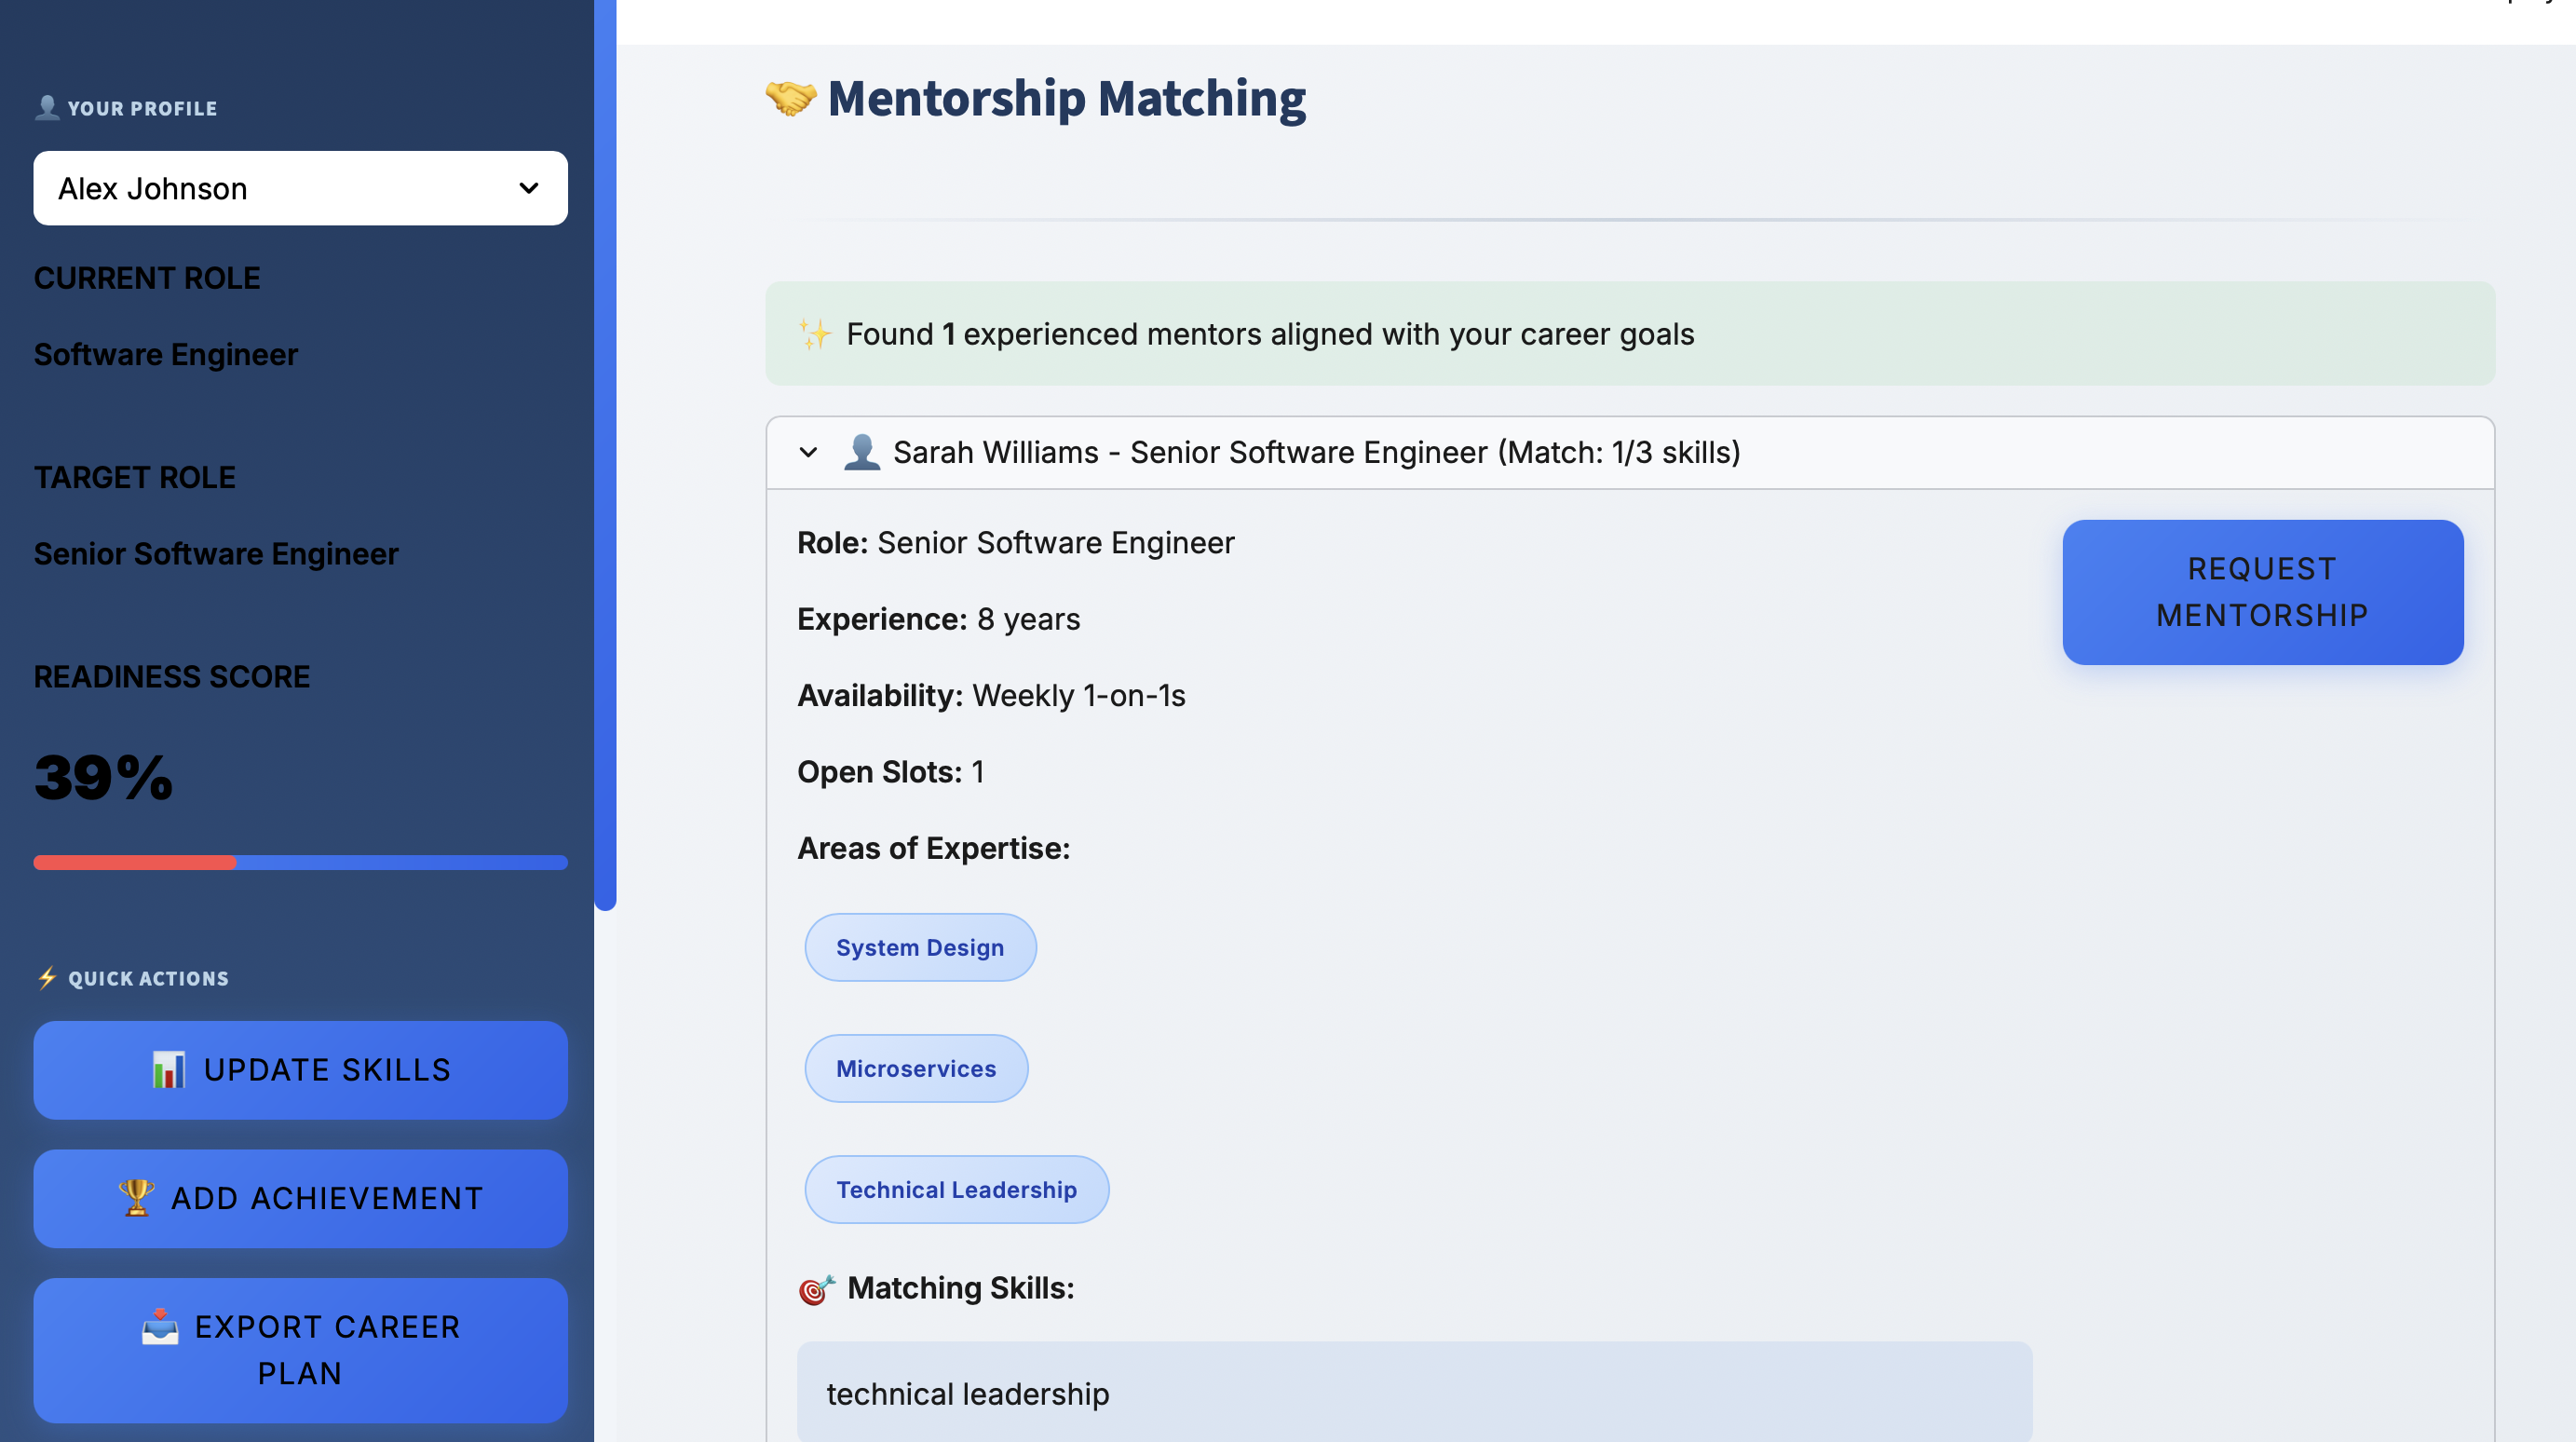 YOUR PROFILE
Alex Johnson
CURRENT ROLE
Software Engineer
TARGET ROLE
Senior Software Engineer
READINESS SCORE
39%
QUICK ACTIONS
UPDATE SKILLS
ADD ACHIEVEMENT
EXPORT CAREER
PLAN
Mentorship Matching
Found 1 experienced mentors aligned with your career goals
Sarah Williams - Senior Software Engineer (Match: 1/3 skills)
Role: Senior Software Engineer
Experience: 8 years
Availability: Weekly 1-on-1s
Open Slots: 1
Areas of Expertise:
System Design
Microservices
Technical Leadership
Matching Skills:
technical leadership
REQUEST
MENTORSHIP